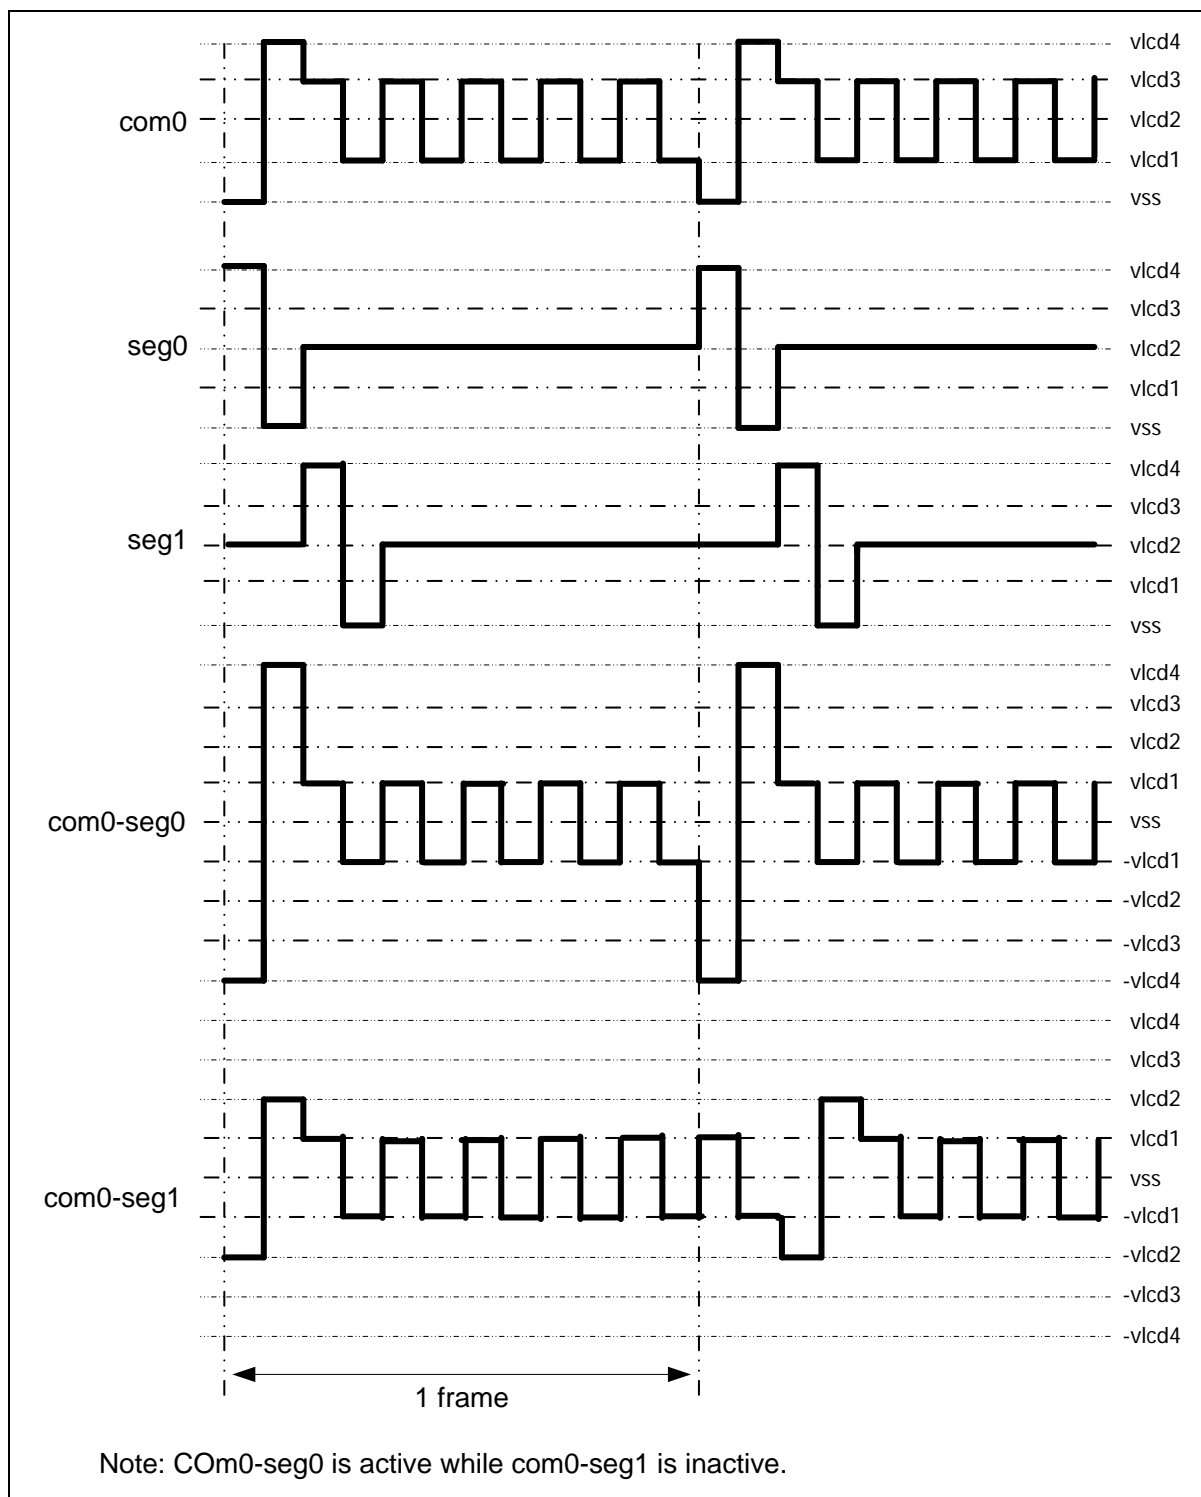 vlcd4
vlcd3
com0
vlcd2
vlcd1
vss
vlcd4
vlcd3
seg0
vlcd2
vlcd1
vss
vlcd4
vlcd3
seg1
vlcd2
vlcd1
vss
vlcd4
vlcd3
vlcd2
vlcd1
com0-seg0
vss
-vlcd1
-vlcd2
-vlcd3
-vlcd4
vlcd4
vlcd3
vlcd2
vlcd1
vss
com0-seg1
-vlcd1
-vlcd2
-vlcd3
-vlcd4
1 frame
Note: COm0-seg0 is active while com0-seg1 is inactive.